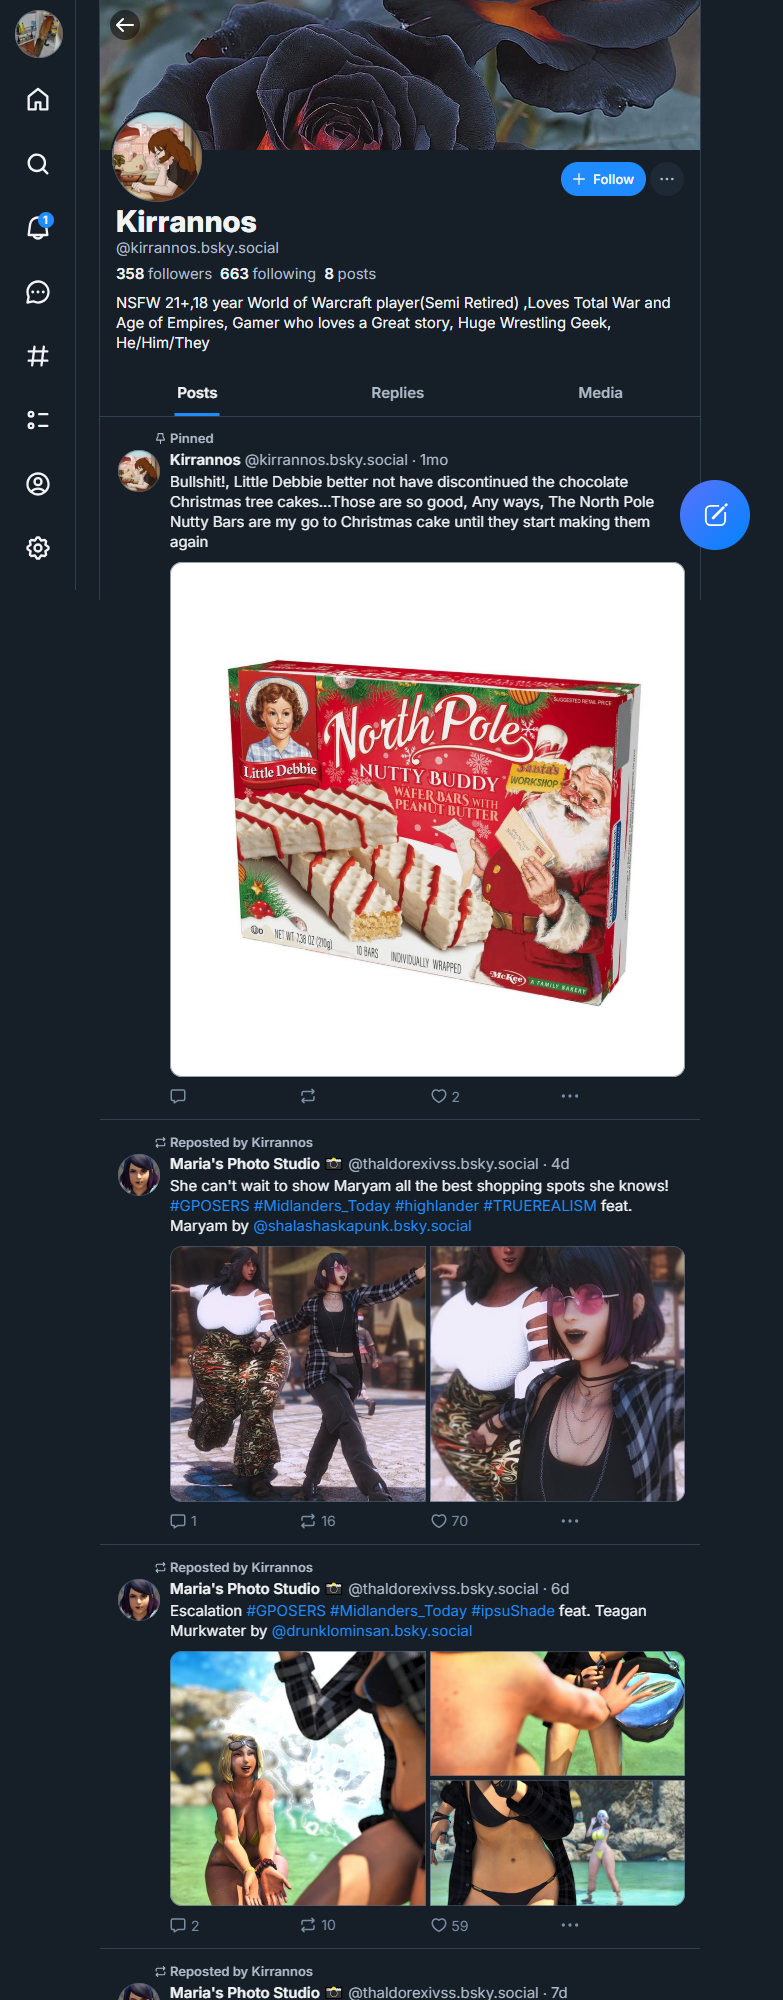 1
+ Follow
Kirrannos
@kirrannos.bsky.social
358 followers 663 following 8 posts
NSFW 21+,18 year World of Warcraft player(Semi Retired) ,Loves Total War and
Age of Empires, Gamer who loves a Great story, Huge Wrestling Geek,
He/Him/They
Posts Replies Media
Pinned
Kirrannos @kirrannos.bsky.social · 1mo
Bullshit!, Little Debbie better not have discontinued the chocolate
Christmas tree cakes...Those are so good, Any ways, The North Pole
Nutty Bars are my go to Christmas cake until they start making them
again
SUGGESTED RETAIL PRICE
North Pole
Little Debbie
NUTTY BUDDY
WAFER BARS WITH
PEANUT BUTTER
Santa's
WORKSHOP
NET WT 7.38 OZ (210g)
10 BARS INDIVIDUALLY WRAPPED
McKee A FAMILY BAKERY
2
Reposted by Kirrannos
Maria's Photo Studio 📸 @thaldorexivss.bsky.social · 4d
She can't wait to show Maryam all the best shopping spots she knows!
#GPOSERS #Midlanders_Today #highlander #TRUEREALISM feat.
Maryam by @shalashaskapunk.bsky.social
1 16 70
Reposted by Kirrannos
Maria's Photo Studio 📸 @thaldorexivss.bsky.social · 6d
Escalation #GPOSERS #Midlanders_Today #ipsuShade feat. Teagan
Murkwater by @drunklominsan.bsky.social
2 10 59
Reposted by Kirrannos
Maria's Photo Studio 📸 @thaldorexivss.bsky.social · 7d